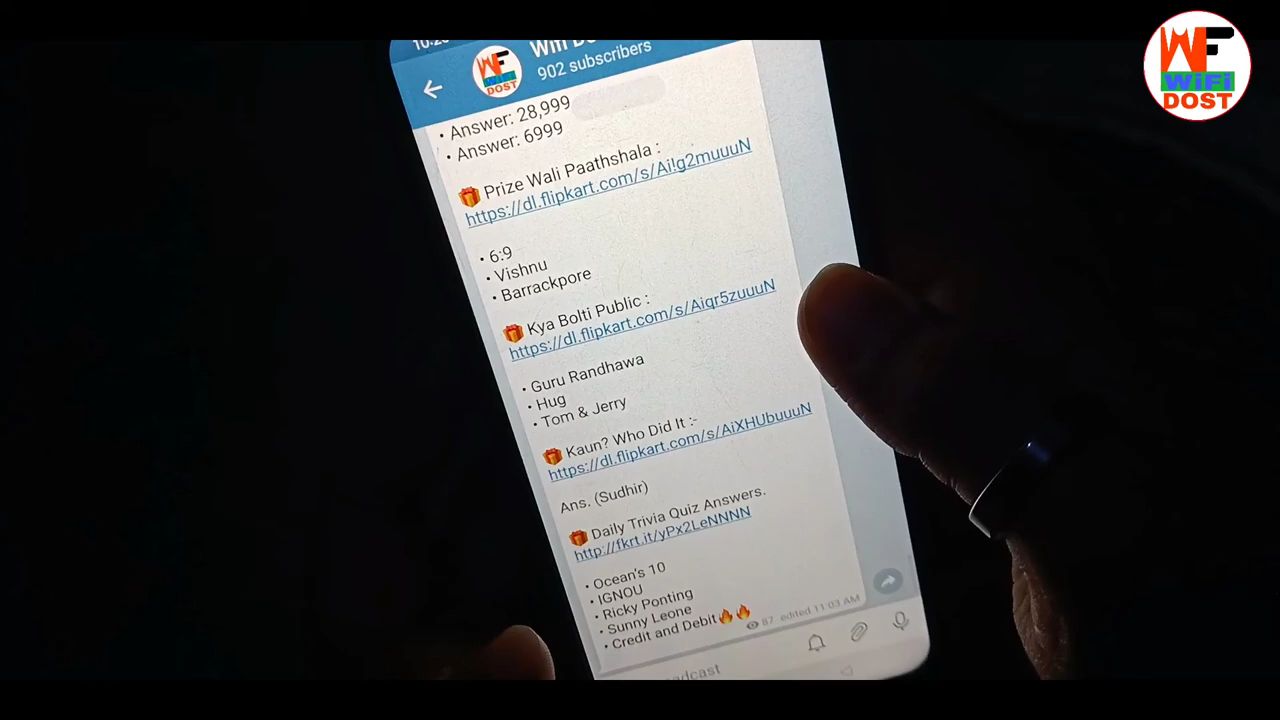 WF
WiFi
DOST
WF
DOST
902 subscribers
• Answer: 28,999
• Answer: 6999
🎁 Prize Wali Paathshala :
https://dl.flipkart.com/s/Ai!g2muuuN
• 6:9
• Vishnu
• Barrackpore
🎁 Kya Bolti Public :
https://dl.flipkart.com/s/Aiqr5zuuuN
• Guru Randhawa
• Hug
• Tom & Jerry
🎁 Kaun? Who Did It :-
https://dl.flipkart.com/s/AiXHUbuuuN
Ans. (Sudhir)
🎁 Daily Trivia Quiz Answers.
http://fkrt.it/yPx2LeNNNN
• Ocean's 10
• IGNOU
• Ricky Ponting
• Sunny Leone
• Credit and Debit🔥🔥
87 edited 11:03 AM